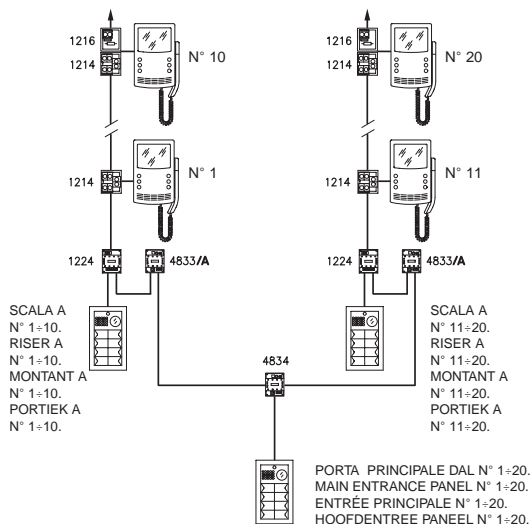 1216
1214
N° 10
1216
1214
N° 20
1214
N° 1
1214
N° 11
1224
4833/A
1224
4833/A
SCALA A
N° 1÷10.
RISER A
N° 1÷10.
MONTANT A
N° 1÷10.
PORTIEK A
N° 1÷10.
SCALA A
N° 11÷20.
RISER A
N° 11÷20.
MONTANT A
N° 11÷20.
PORTIEK A
N° 11÷20.
4834
PORTA PRINCIPALE DAL N° 1÷20.
MAIN ENTRANCE PANEL N° 1÷20.
ENTRÉE PRINCIPALE N° 1÷20.
HOOFDENTREE PANEEL N° 1÷20.